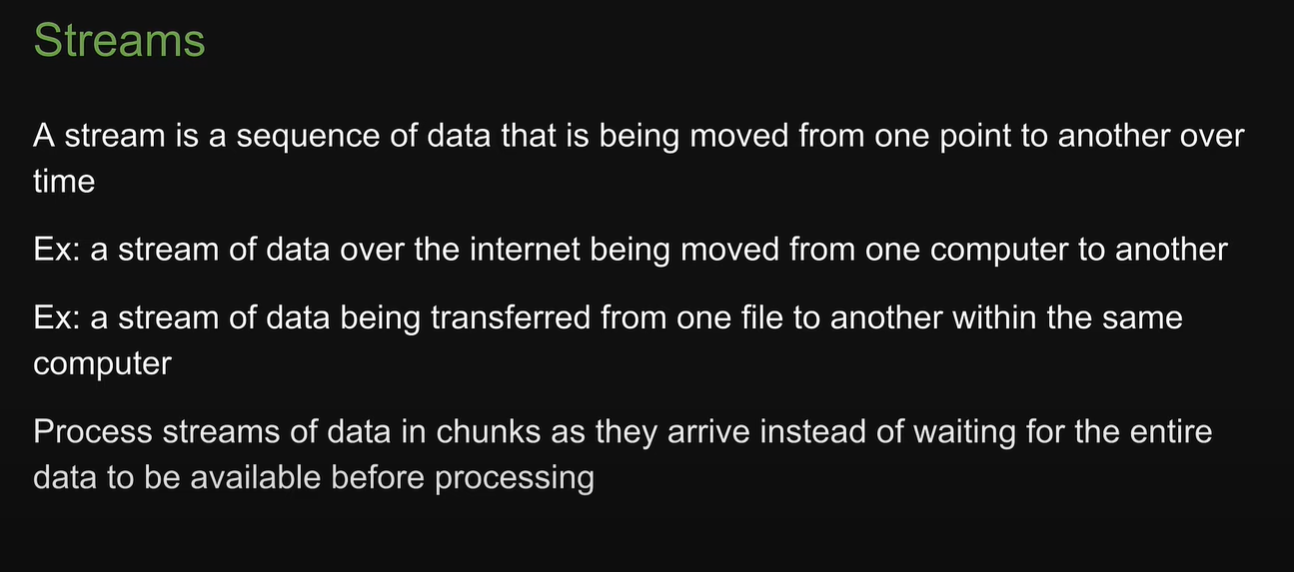 Streams
A stream is a sequence of data that is being moved from one point to another over
time
Ex: a stream of data over the internet being moved from one computer to another
Ex: a stream of data being transferred from one file to another within the same
computer
Process streams of data in chunks as they arrive instead of waiting for the entire
data to be available before processing